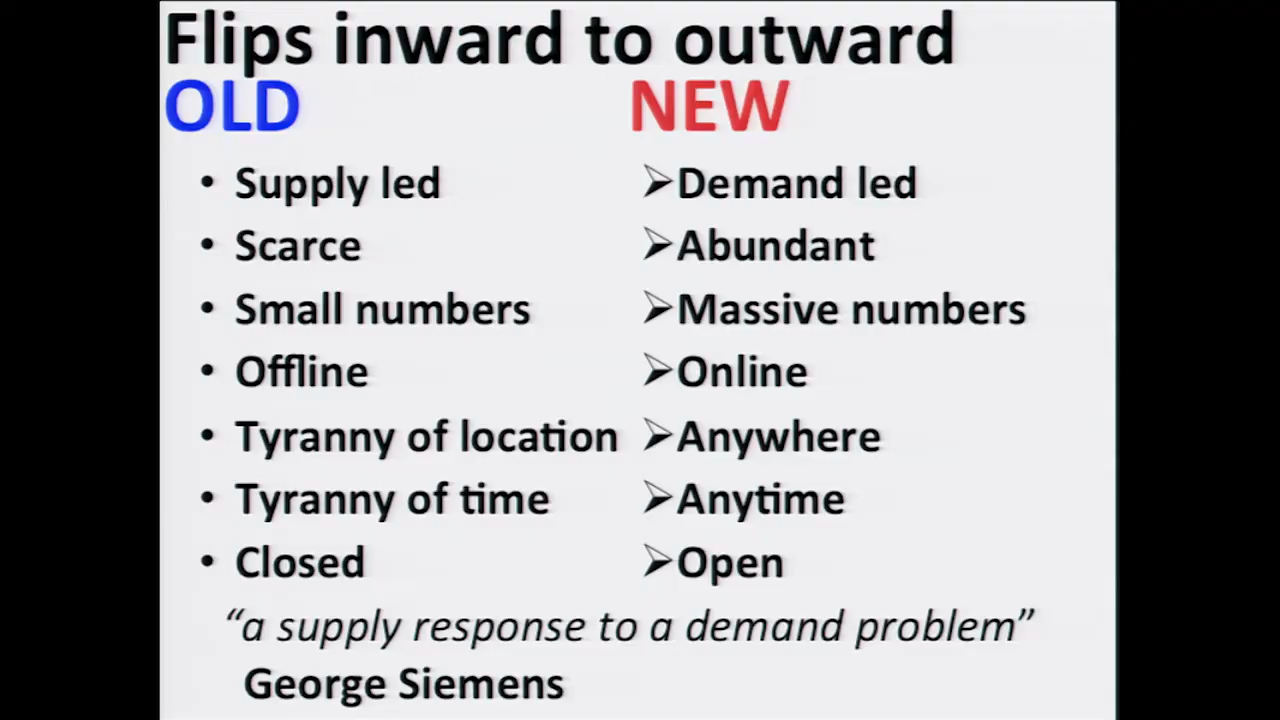 Flips inward to outward
OLD NEW
• Supply led ➢Demand led
• Scarce ➢Abundant
• Small numbers ➢Massive numbers
• Offline ➢Online
• Tyranny of location ➢Anywhere
• Tyranny of time ➢Anytime
• Closed ➢Open
“a supply response to a demand problem”
George Siemens